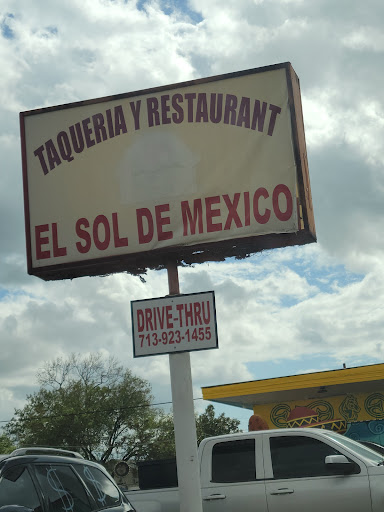 TAQUERIA Y RESTAURANT
EL SOL DE MEXICO
DRIVE-THRU
713-923-1455